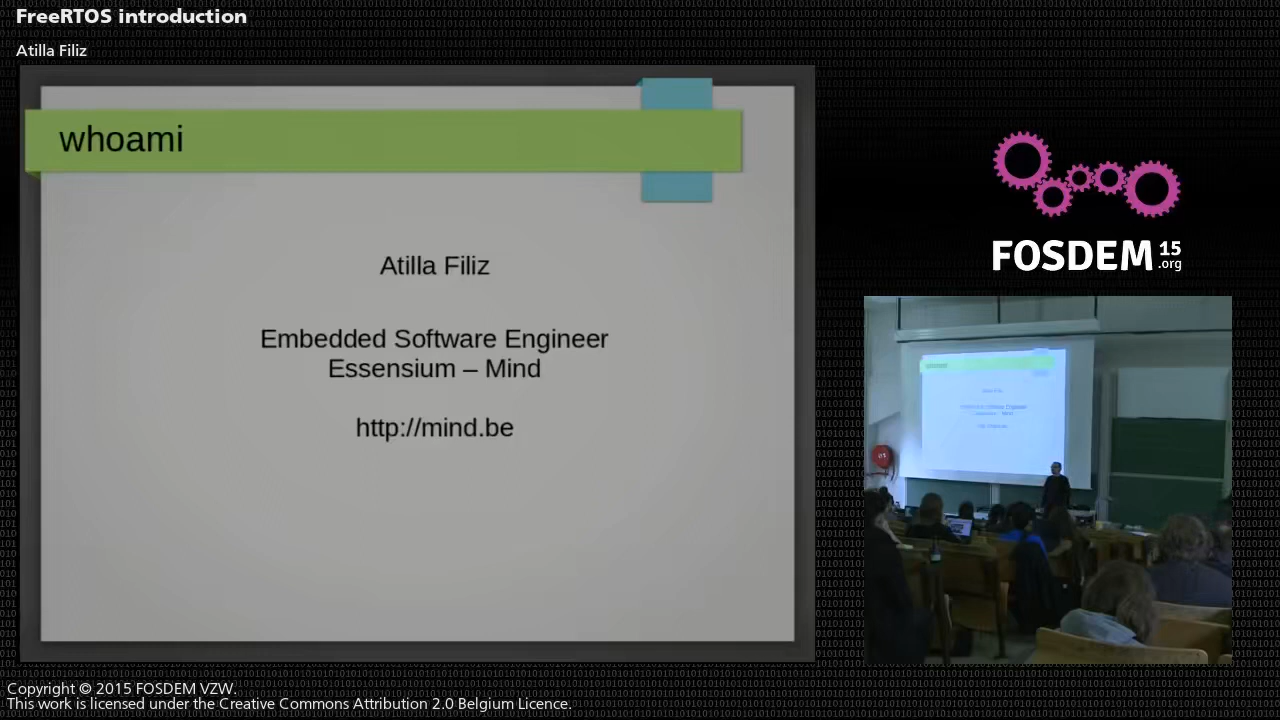 FreeRTOS introduction
Atilla Filiz
whoami
Atilla Filiz
Embedded Software Engineer
Essensium – Mind
http://mind.be
FOSDEM 15
.org
Copyright © 2015 FOSDEM VZW.
This work is licensed under the Creative Commons Attribution 2.0 Belgium Licence.